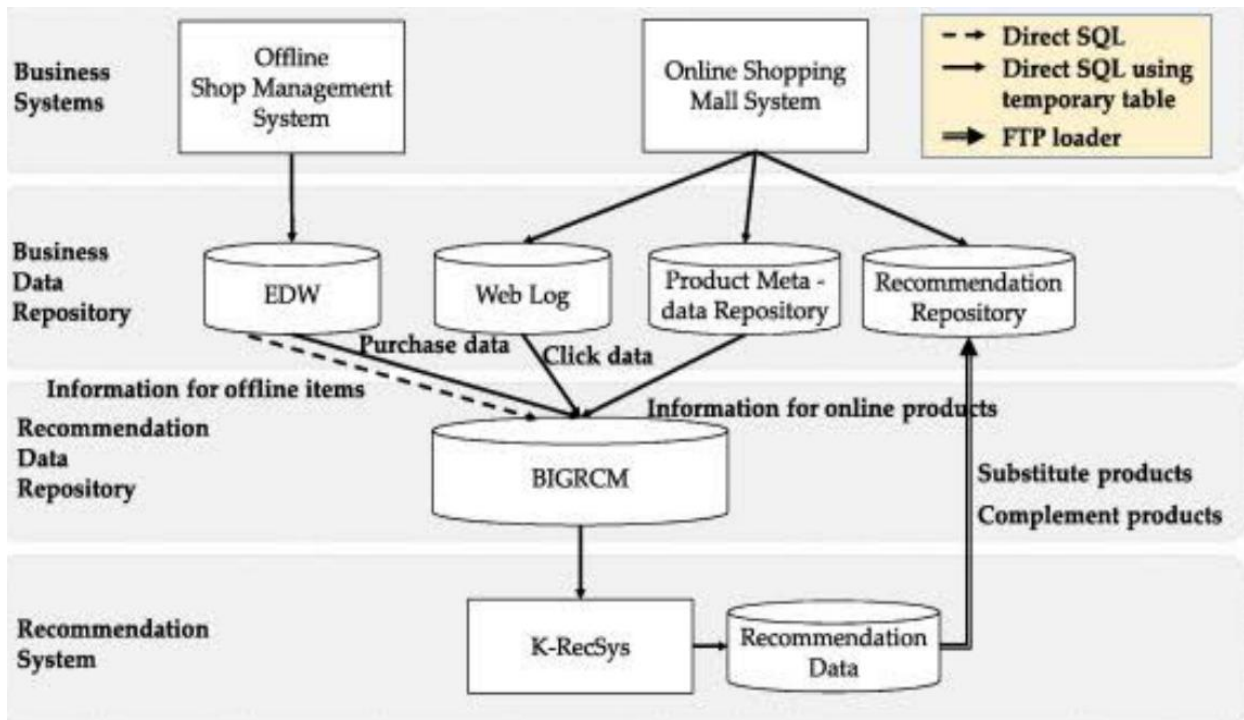 Business
Systems
Offline
Shop Management
System
Online Shopping
Mall System
Direct SQL
Direct SQL using
temporary table
FTP loader
Business
Data
Repository
EDW
Web Log
Product Meta -
data Repository
Recommendation
Repository
Purchase data
Click data
Information for offline items
Information for online products
Recommendation
Data
Repository
BIGRCM
Substitute products
Complement products
Recommendation
System
K-RecSys
Recommendation
Data